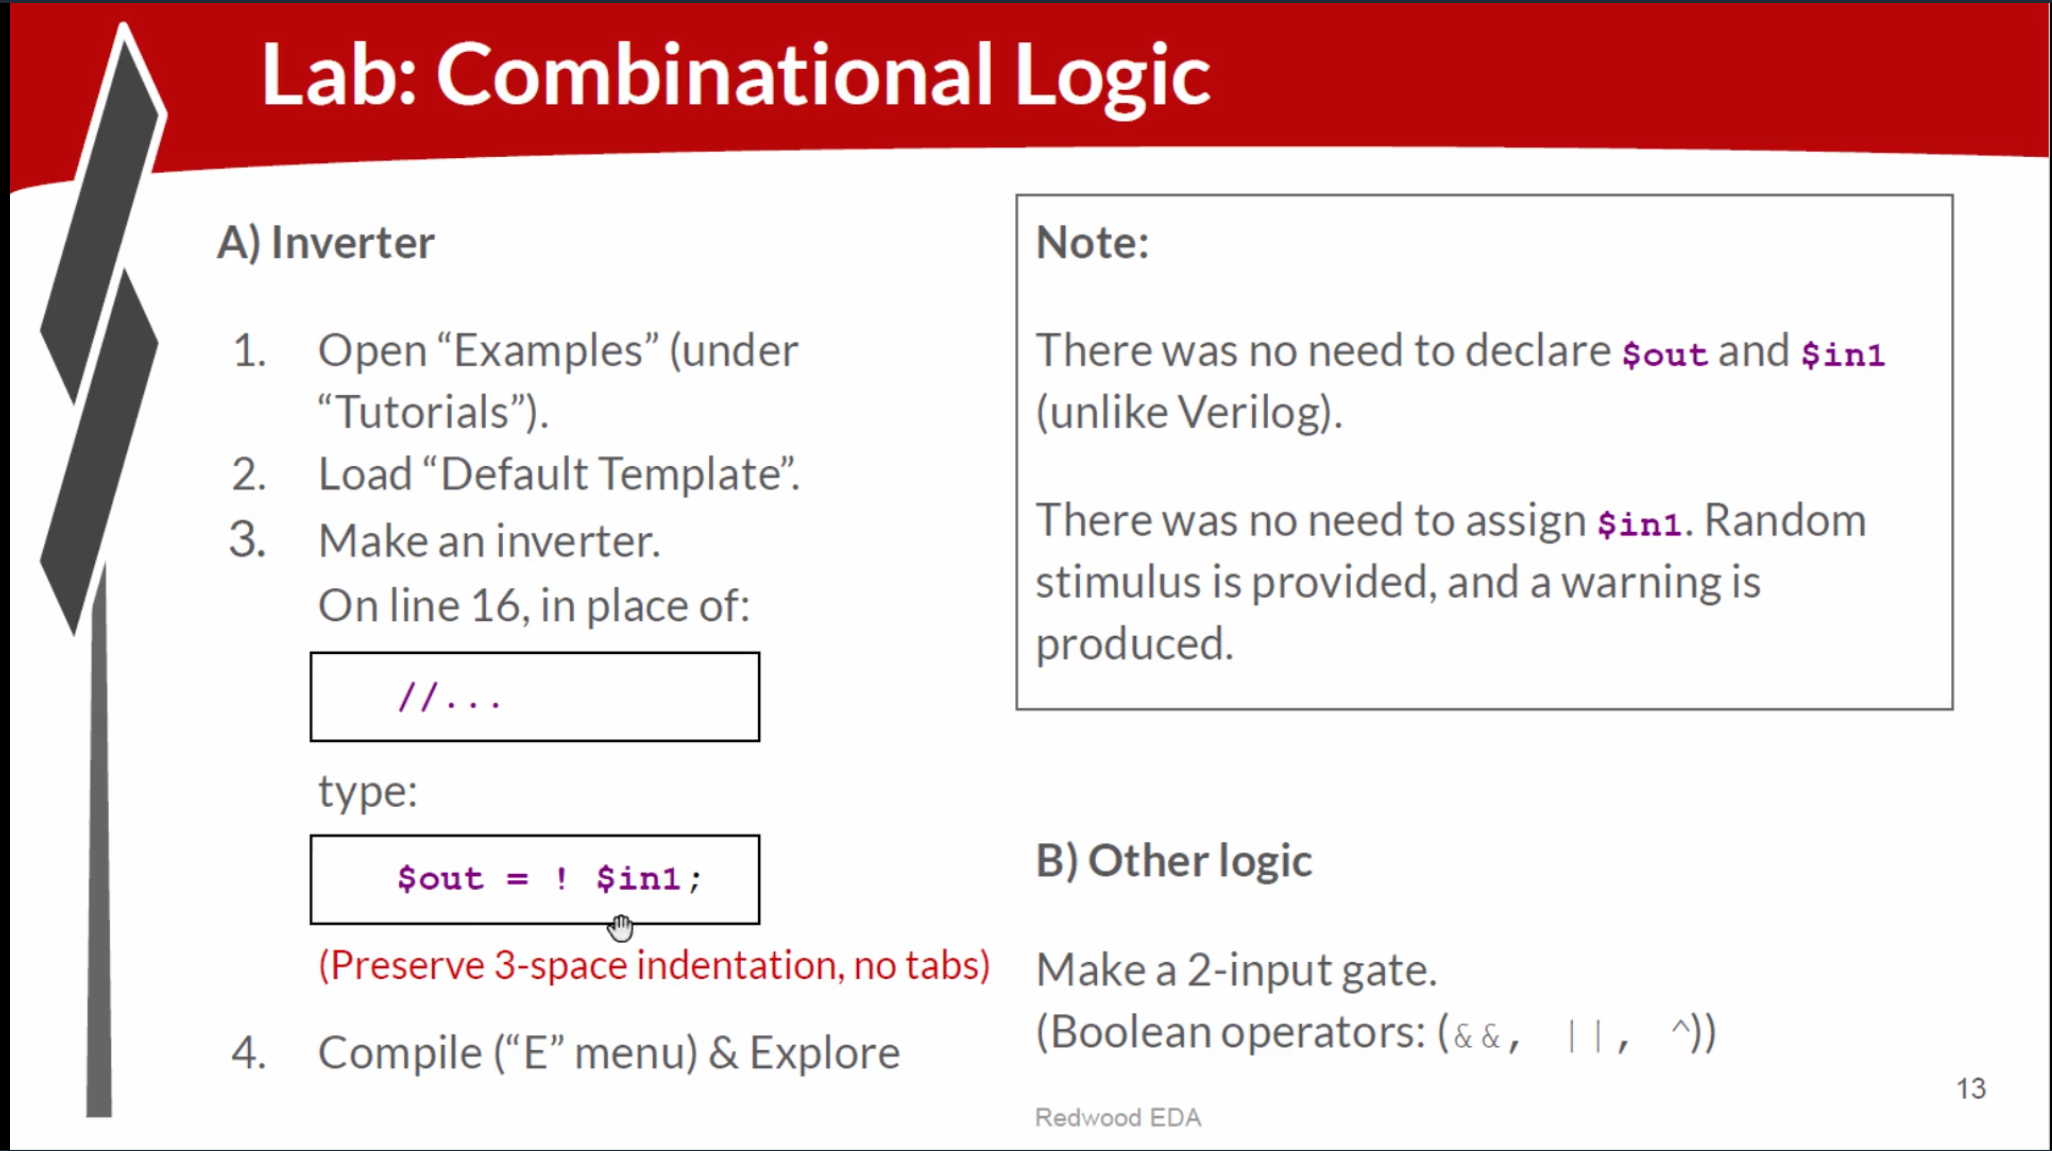 Lab: Combinational Logic
A) Inverter
1. Open “Examples” (under
“Tutorials”).
2. Load “Default Template”.
3. Make an inverter.
On line 16, in place of:
//...
type:
$out = ! $in1;
(Preserve 3-space indentation, no tabs)
4. Compile (“E” menu) & Explore
Note:
There was no need to declare $out and $in1
(unlike Verilog).
There was no need to assign $in1. Random
stimulus is provided, and a warning is
produced.
B) Other logic
Make a 2-input gate.
(Boolean operators: (&&, ||, ^))
Redwood EDA
13